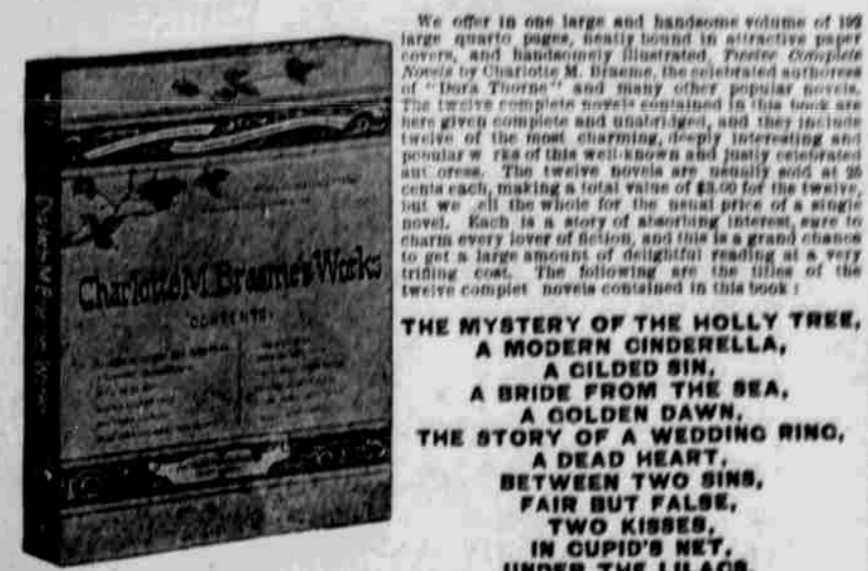 Charlotte M. Braeme's Works
CONTENTS.
We offer in one large and handsome volume of
large quarto pages, neatly bound in attractive paper
covers, and handsomely illustrated, Twelve Complete
Novels by Charlotte M. Braeme, the celebrated authoress
of "Dora Thorne" and many other popular novels.
The twelve complete novels contained in this book are
here given complete and unabridged, and they include
twelve of the most charming, deeply interesting and
popular w rks of this well-known and justly celebrated
aut oress. The twelve novels are usually sold at 25
cents each, making a total value of $3.00 for the twelve,
but we ell the whole for the usual price of a single
novel. Each is a story of absorbing interest, sure to
charm every lover of fiction, and this is a grand chance
to get a large amount of delightful reading at a very
trifling cost. The following are the titles of the
twelve complet novels contained in this book :
THE MYSTERY OF THE HOLLY TREE,
A MODERN CINDERELLA,
A GILDED SIN,
A BRIDE FROM THE SEA,
A GOLDEN DAWN,
THE STORY OF A WEDDING RING,
A DEAD HEART,
BETWEEN TWO SINS,
FAIR BUT FALSE,
TWO KISSES,
IN CUPID'S NET,
UNDER THE LILACS.